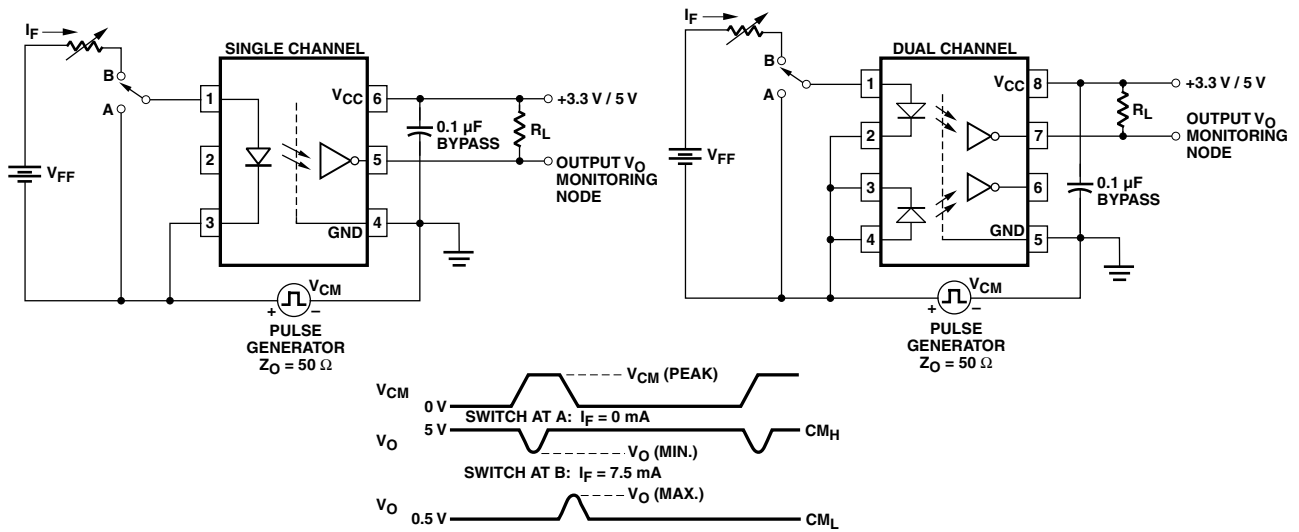 I_F
SINGLE CHANNEL
B
A
1
2
3
V_CC
6
5
4
GND
V_FF
0.1 µF
BYPASS
R_L
+3.3 V / 5 V
OUTPUT V_O
MONITORING
NODE
V_CM
+
–
PULSE
GENERATOR
Z_O = 50 Ω
I_F
DUAL CHANNEL
B
A
1
2
3
4
V_CC
8
7
6
5
GND
V_FF
R_L
+3.3 V / 5 V
OUTPUT V_O
MONITORING
NODE
0.1 µF
BYPASS
V_CM
+
–
PULSE
GENERATOR
Z_O = 50 Ω
V_CM
V_CM (PEAK)
0 V
SWITCH AT A: I_F = 0 mA
V_O
5 V
CM_H
V_O (MIN.)
SWITCH AT B: I_F = 7.5 mA
V_O
0.5 V
V_O (MAX.)
CM_L